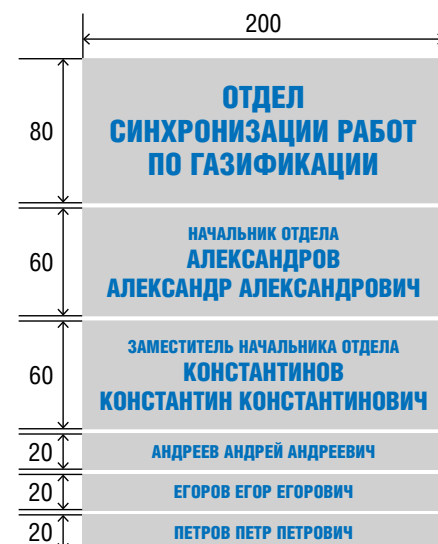 200
80
ОТДЕЛ
СИНХРОНИЗАЦИИ РАБОТ
ПО ГАЗИФИКАЦИИ
60
НАЧАЛЬНИК ОТДЕЛА
АЛЕКСАНДРОВ
АЛЕКСАНДР АЛЕКСАНДРОВИЧ
60
ЗАМЕСТИТЕЛЬ НАЧАЛЬНИКА ОТДЕЛА
КОНСТАНТИНОВ
КОНСТАНТИН КОНСТАНТИНОВИЧ
20 АНДРЕЕВ АНДРЕЙ АНДРЕЕВИЧ
20 ЕГОРОВ ЕГОР ЕГОРОВИЧ
20 ПЕТРОВ ПЕТР ПЕТРОВИЧ